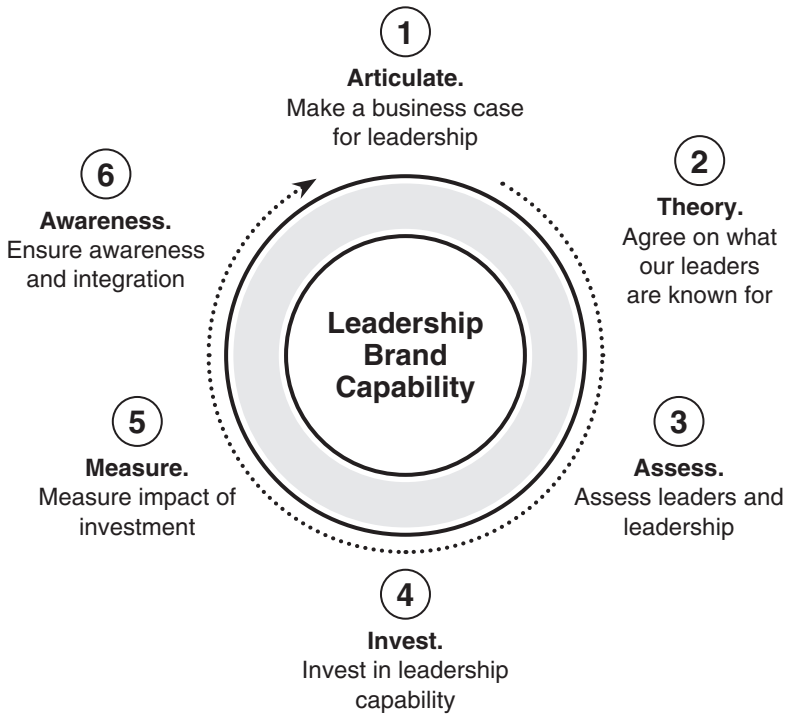 1
Articulate.
Make a business case
for leadership
2
Theory.
Agree on what
our leaders
are known for
3
Assess.
Assess leaders and
leadership
4
Invest.
Invest in leadership
capability
5
Measure.
Measure impact of
investment
6
Awareness.
Ensure awareness
and integration
Leadership
Brand
Capability